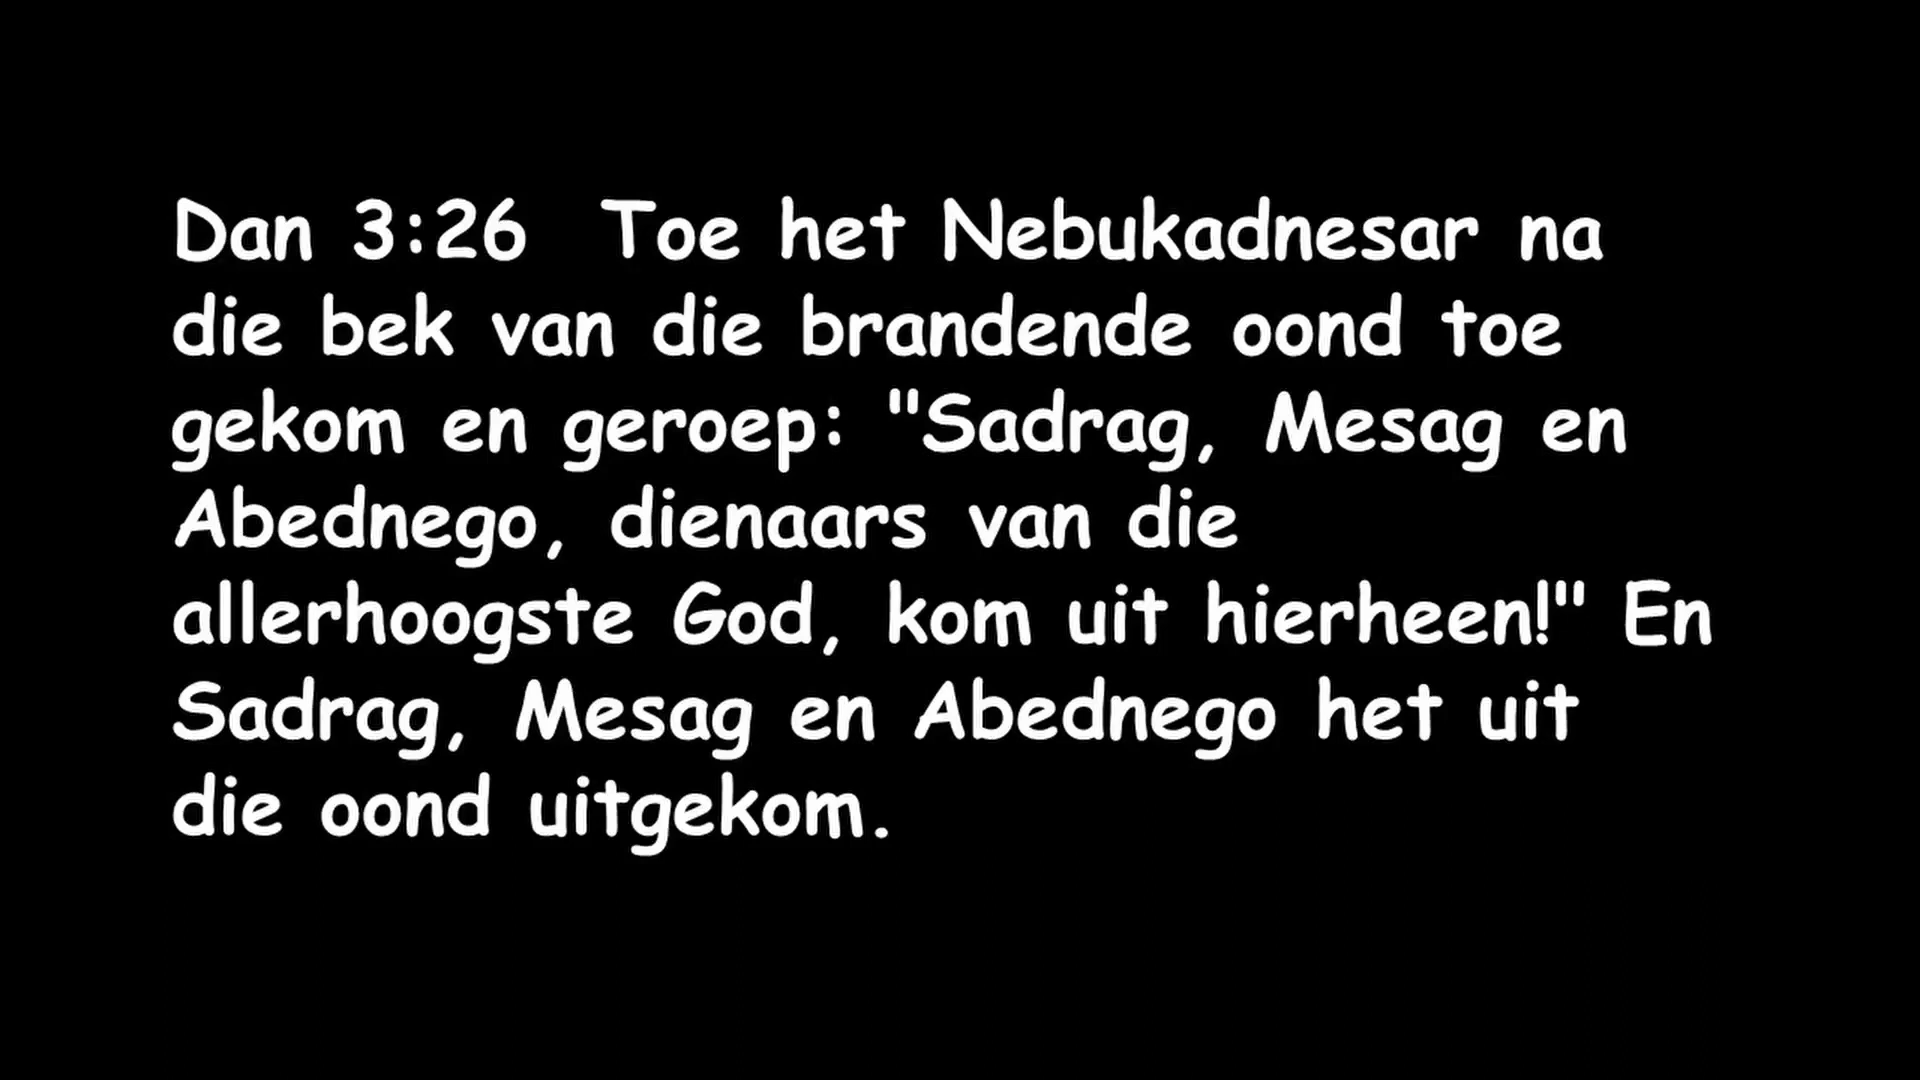 Dan 3:26  Toe het Nebukadnesar na
die bek van die brandende oond toe
gekom en geroep: "Sadrag, Mesag en
Abednego, dienaars van die
allerhoogste God, kom uit hierheen!" En
Sadrag, Mesag en Abednego het uit
die oond uitgekom.